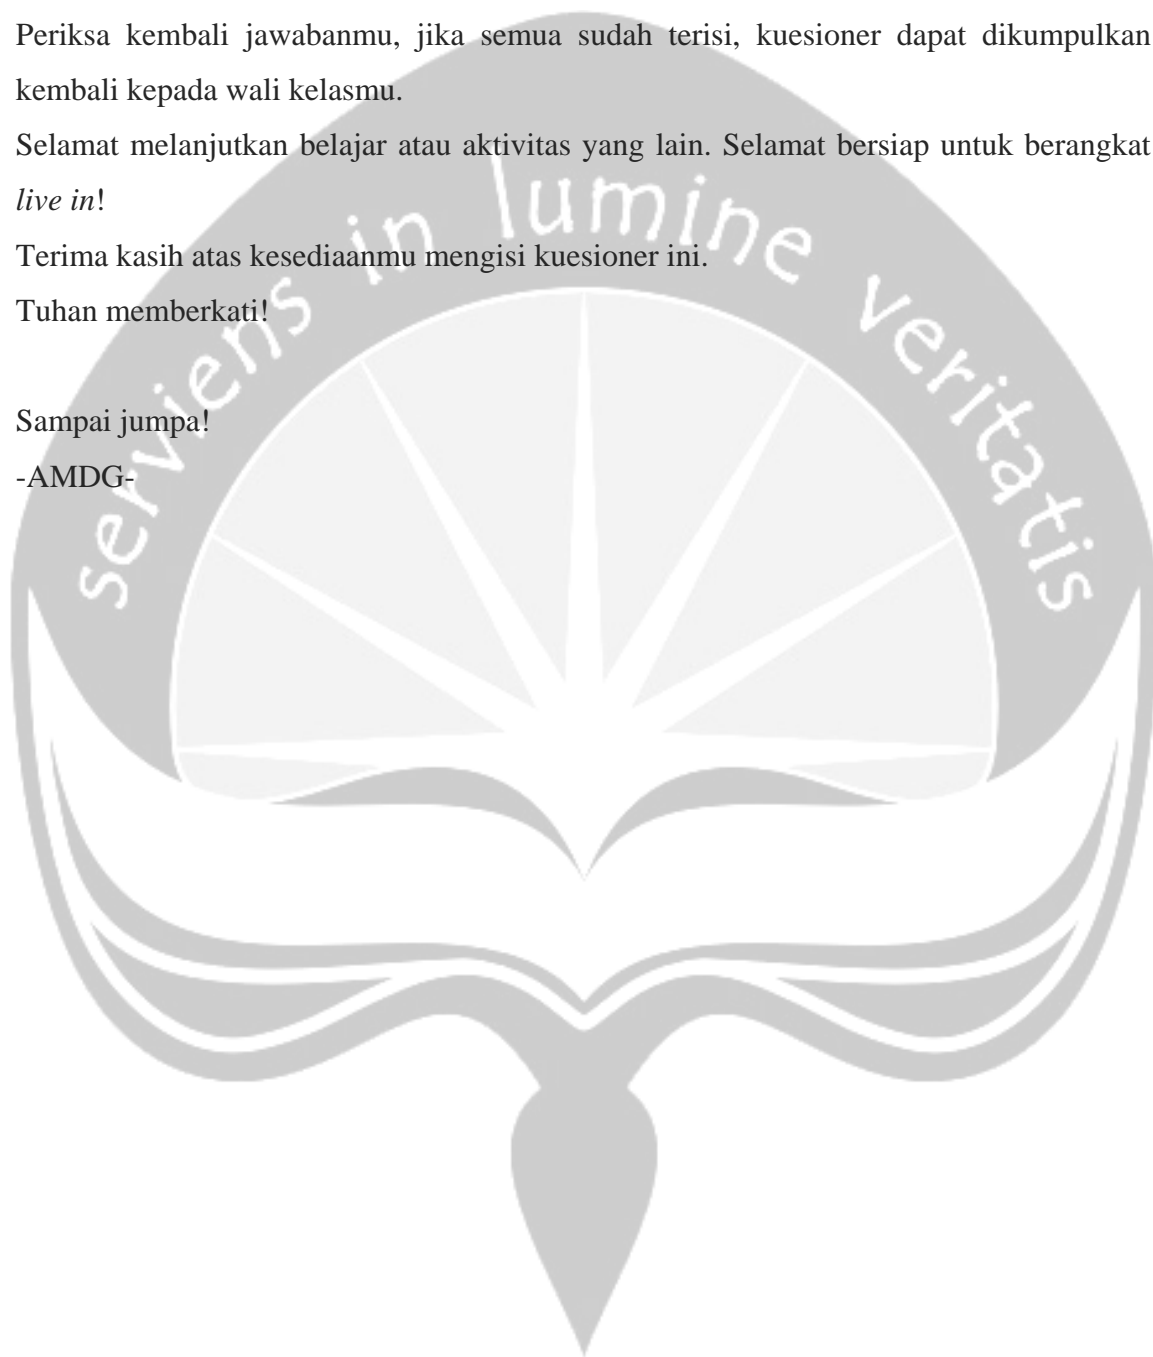 Periksa kembali jawabanmu, jika semua sudah terisi, kuesioner dapat dikumpulkan
kembali kepada wali kelasmu.
Selamat melanjutkan belajar atau aktivitas yang lain. Selamat bersiap untuk berangkat
live in!
Terima kasih atas kesediaanmu mengisi kuesioner ini.
Tuhan memberkati!
Sampai jumpa!
-AMDG-
serviens in lumine veritatis